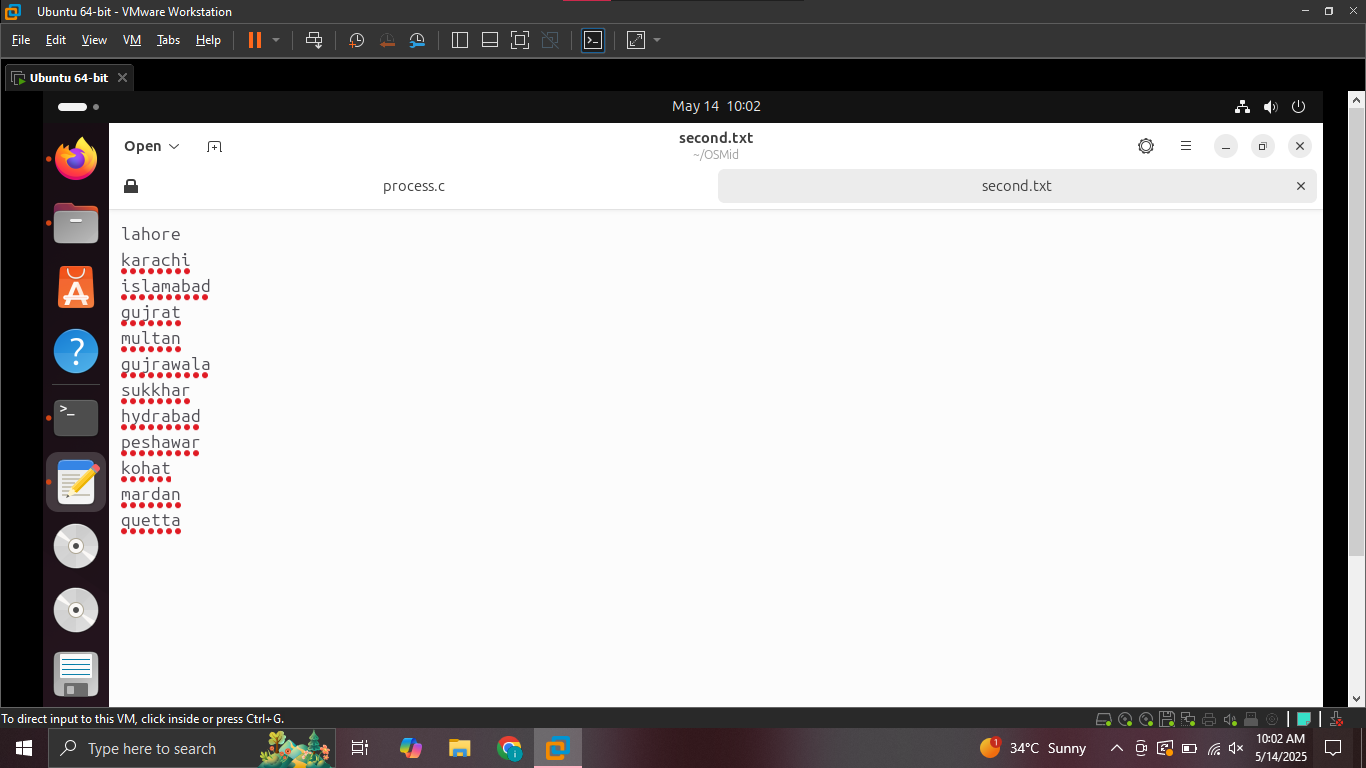 Ubuntu 64-bit - VMware Workstation
File Edit View VM Tabs Help
Ubuntu 64-bit
May 14 10:02
Open
second.txt
~/OSMid
process.c
second.txt
lahore
karachi
islamabad
gujrat
multan
gujrawala
sukkhar
hydrabad
peshawar
kohat
mardan
quetta
To direct input to this VM, click inside or press Ctrl+G.
Type here to search
1
34°C Sunny
10:02 AM
5/14/2025